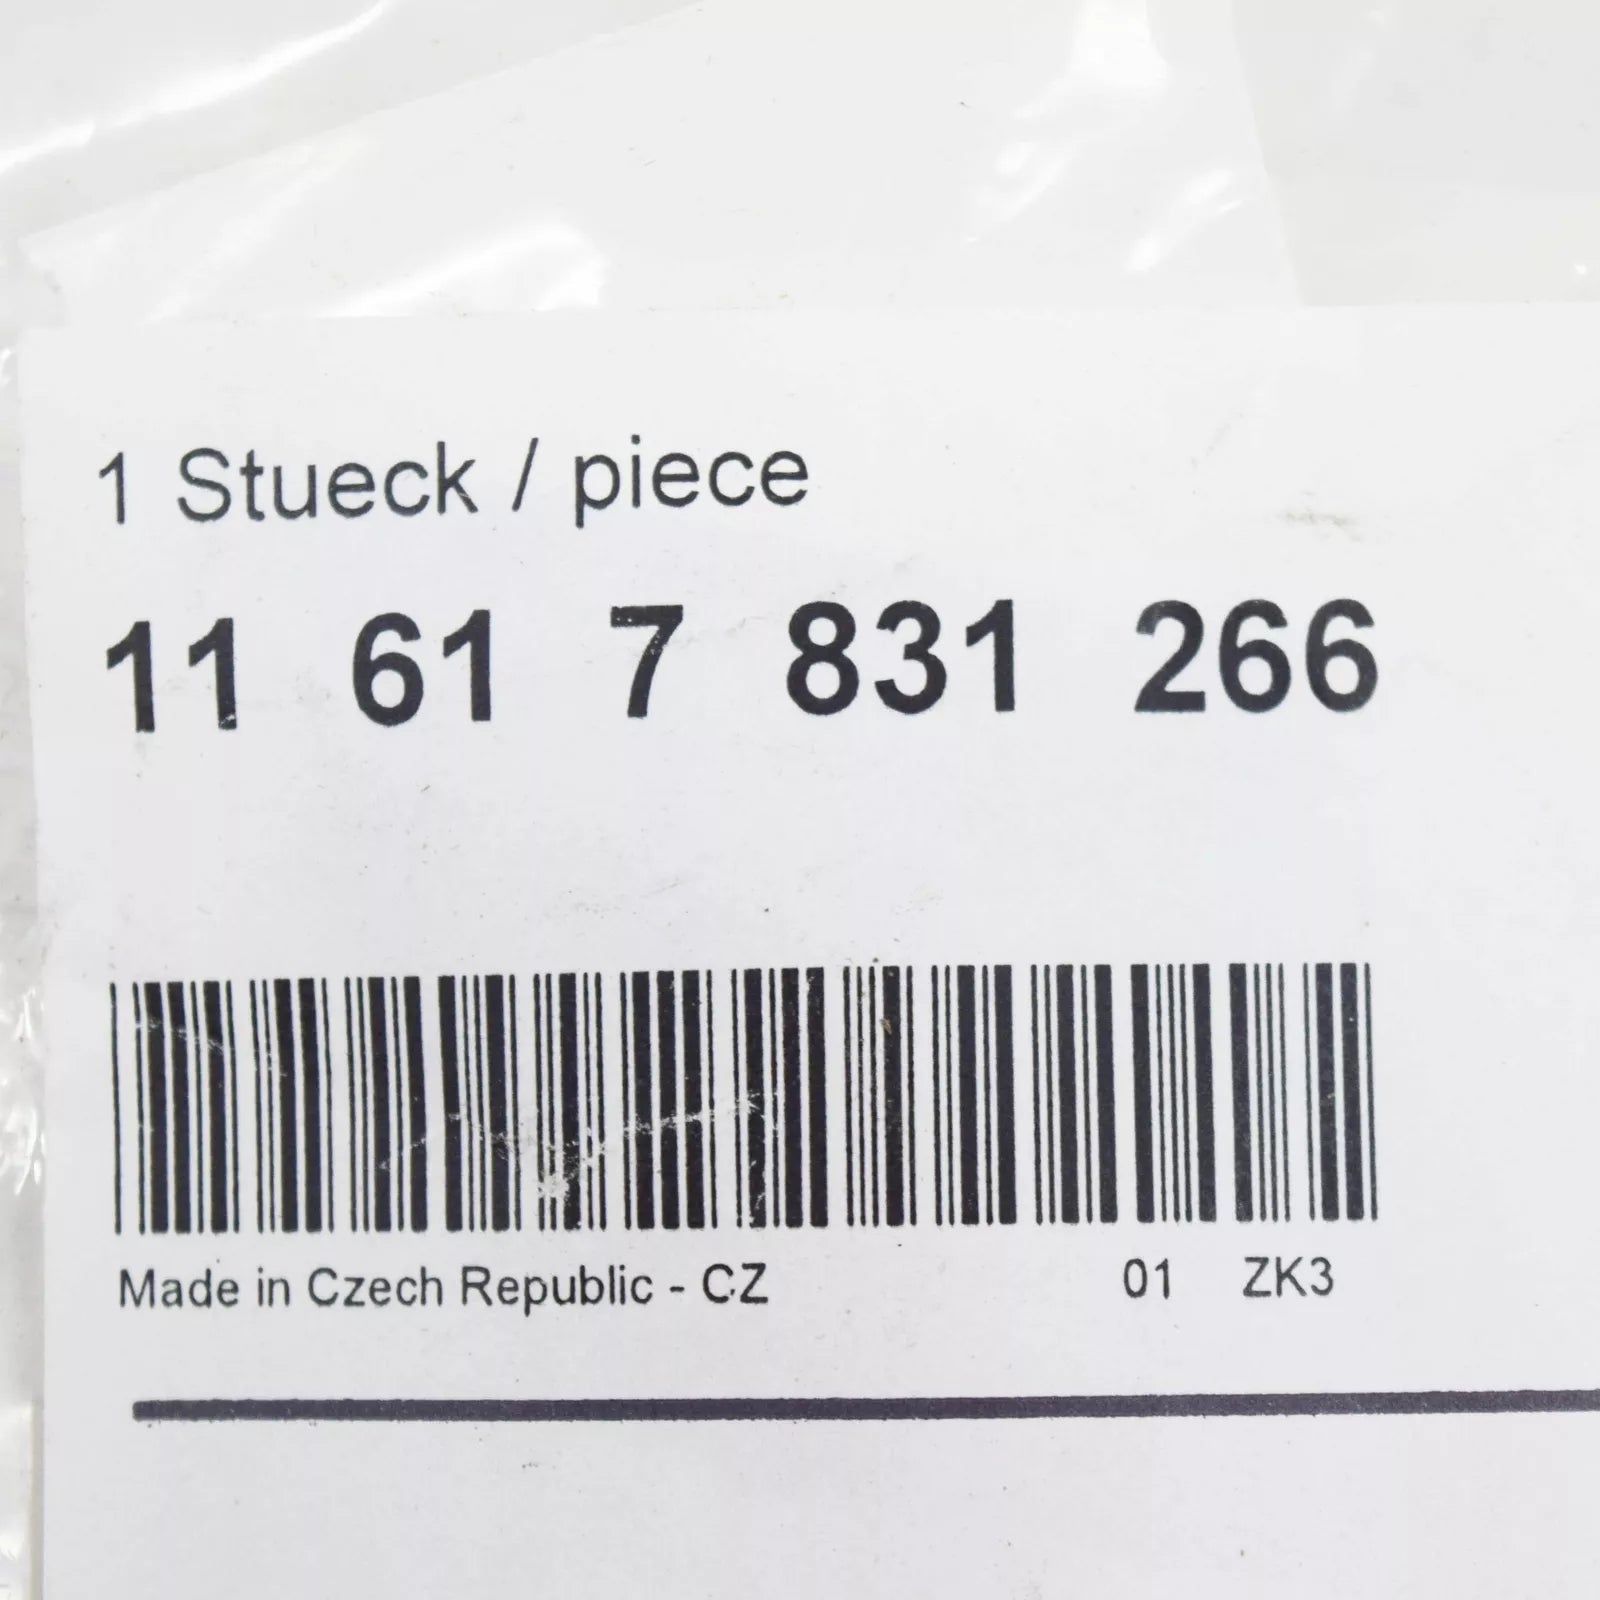 1 Stueck / piece
11 61 7 831 266
Made in Czech Republic - CZ 01 ZK3